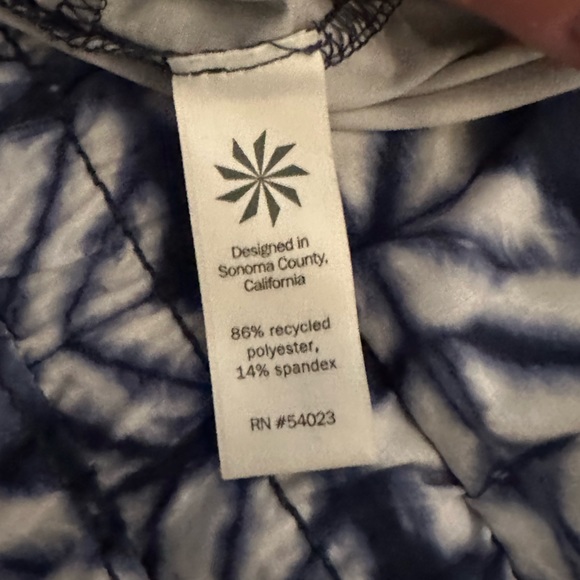 Designed in
Sonoma County,
California
86% recycled
polyester,
14% spandex
RN #54023